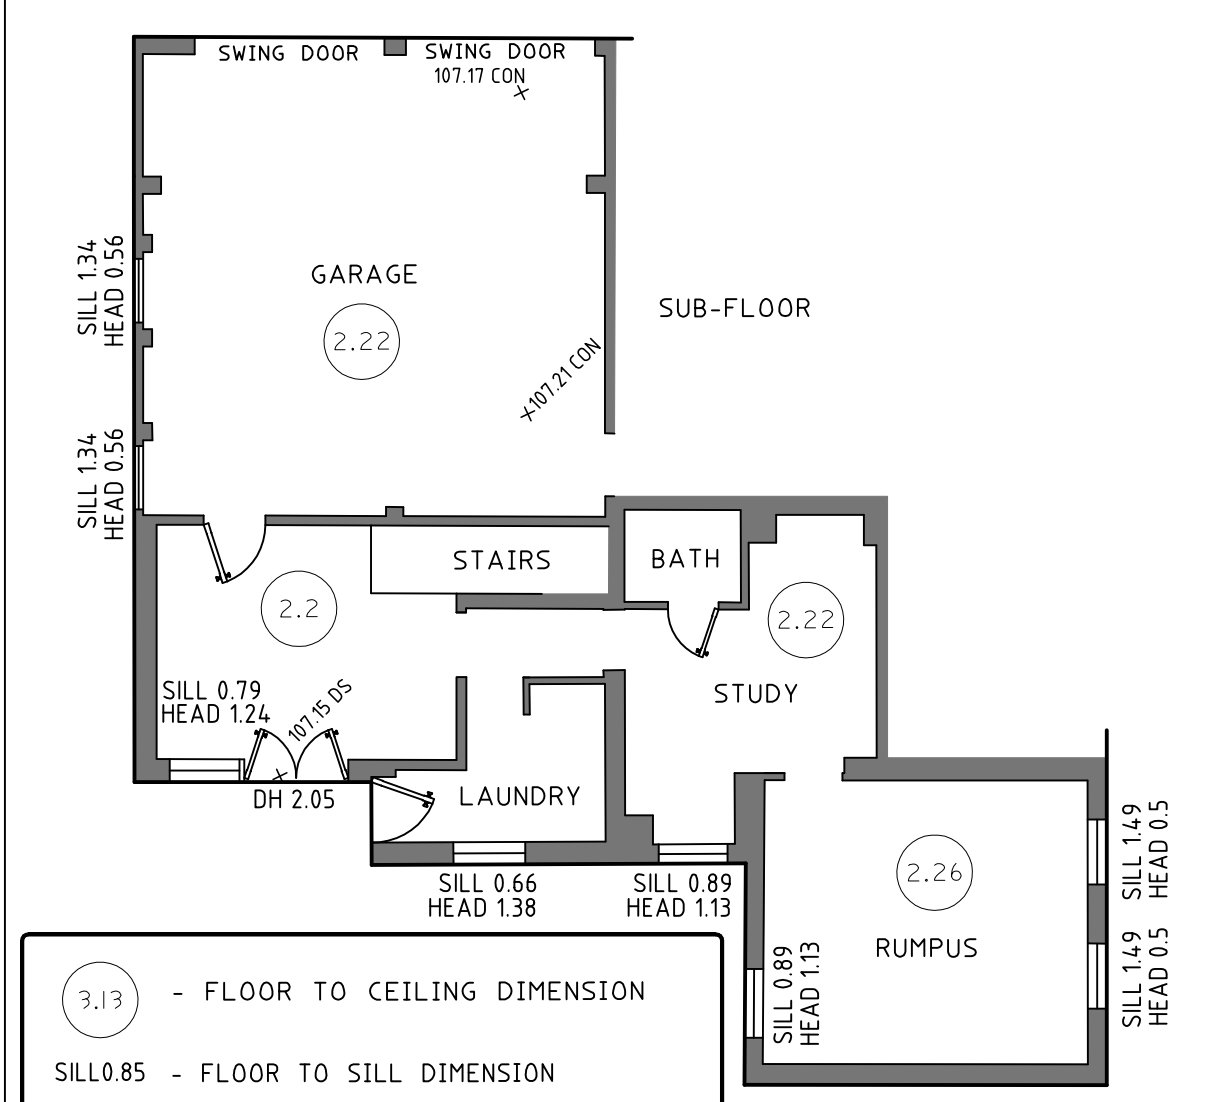 SWING DOOR
SWING DOOR
107.17 CON
SILL 1.34
HEAD 0.56
GARAGE
2.22
SUB-FLOOR
107.21 CON
SILL 1.34
HEAD 0.56
STAIRS
BATH
2.2
2.22
SILL 0.79
HEAD 1.24
107.15 DS
STUDY
DH 2.05
LAUNDRY
SILL 1.49
HEAD 0.5
2.26
SILL 0.66
HEAD 1.38
SILL 0.89
HEAD 1.13
RUMPUS
SILL 0.89
HEAD 1.13
SILL 1.49
HEAD 0.5
3.13 - FLOOR TO CEILING DIMENSION
SILL0.85 - FLOOR TO SILL DIMENSION